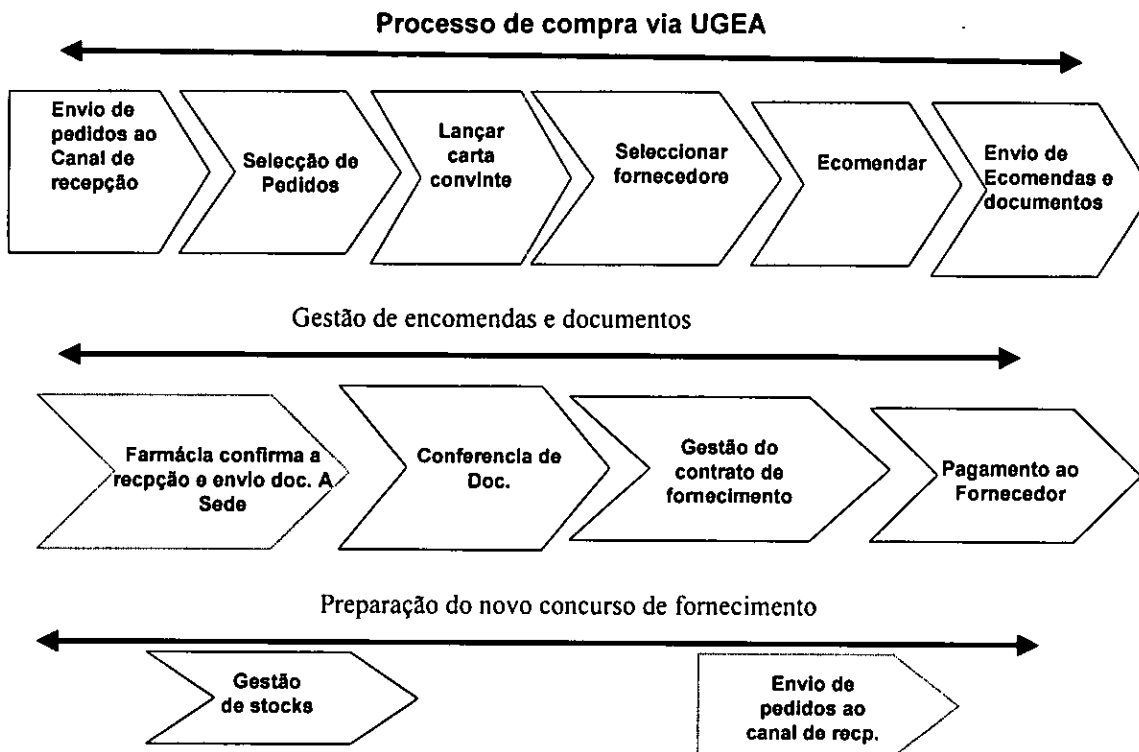 Processo de compra via UGEA
Envio de
pedidos ao
Canal de
recepção
Selecção de
Pedidos
Lançar
carta
convinte
Seleccionar
fornecedore
Ecomendar
Envio de
Ecomendas e
documentos
Gestão de encomendas e documentos
Farmácia confirma a
recpção e envio doc. A
Sede
Conferencia de
Doc.
Gestão do
contrato de
fornecimento
Pagamento ao
Fornecedor
Preparação do novo concurso de fornecimento
Gestão
de stocks
Envio de
pedidos ao
canal de recp.